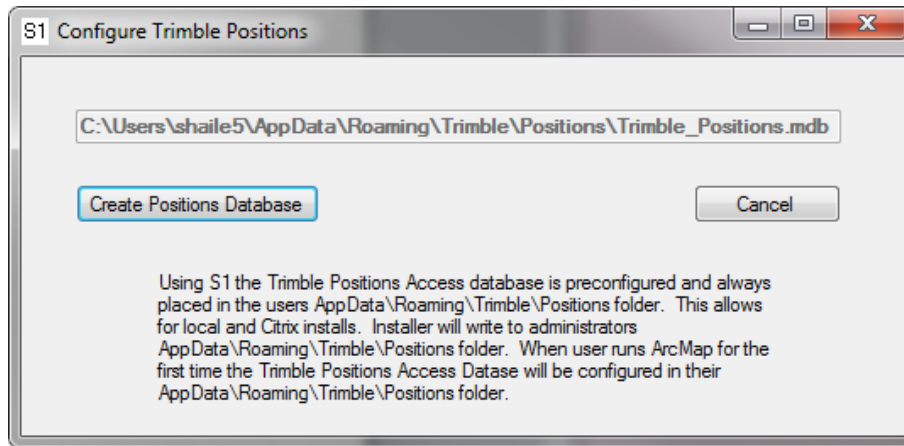 S1 Configure Trimble Positions
C:\Users\shaile5\AppData\Roaming\Trimble\Positions\Trimble_Positions.mdb
Create Positions Database
Cancel
Using S1 the Trimble Positions Access database is preconfigured and always
placed in the users AppData\Roaming\Trimble\Positions folder.  This allows
for local and Citrix installs.  Installer will write to administrators
AppData\Roaming\Trimble\Positions folder.  When user runs ArcMap for the
first time the Trimble Positions Access Datase will be configured in their
AppData\Roaming\Trimble\Positions folder.